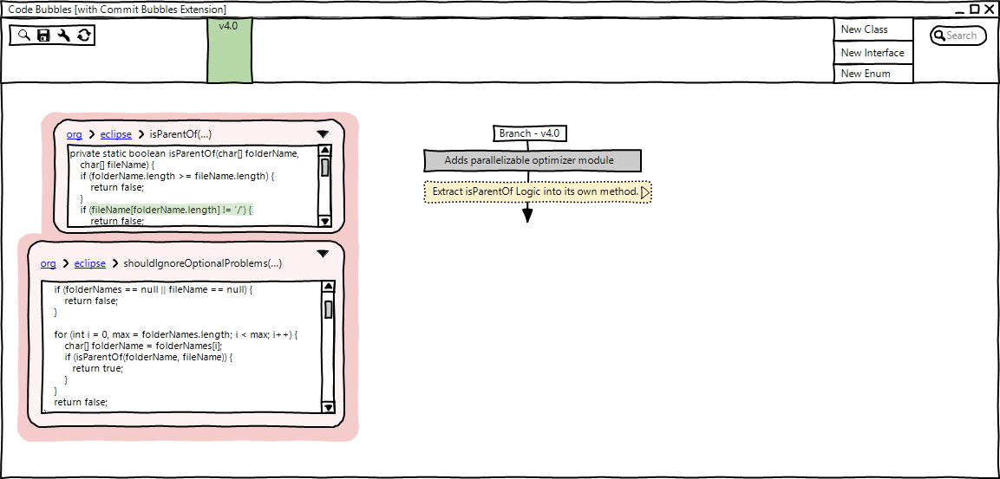 Code Bubbles [with Commit Bubbles Extension]
v4.0
New Class
New Interface
New Enum
Search
org > eclipse > isParentOf(...)
private static boolean isParentOf(char[] folderName,
char[] fileName) {
if (folderName.length >= fileName.length) {
return false;
}
if (fileName[folderName.length] != '/') {
return false;
org > eclipse > shouldIgnoreOptionalProblems(...)
if (folderNames == null || fileName == null) {
return false;
}
for (int i = 0, max = folderNames.length; i < max; i++) {
char[] folderName = folderNames[i];
if (isParentOf(folderName, fileName)) {
return true;
}
}
return false;
Branch - v4.0
Adds parallelizable optimizer module
Extract isParentOf Logic into its own method.